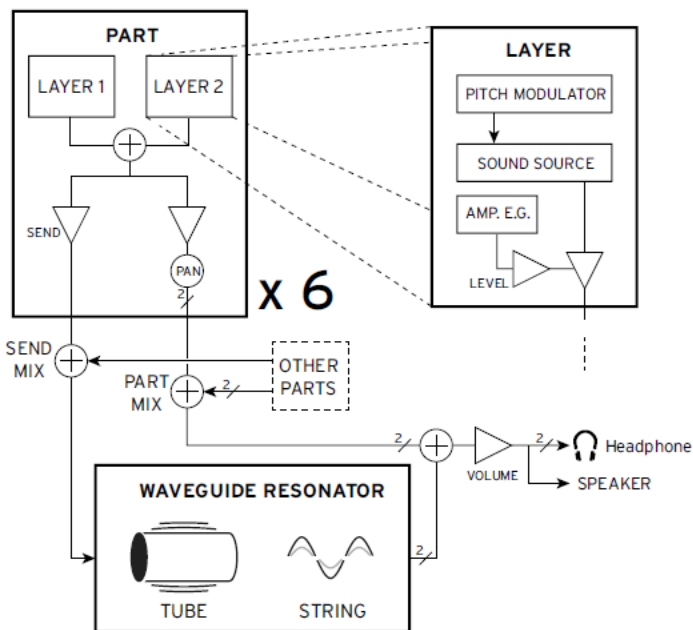 PART
LAYER 1
LAYER 2
SEND
PAN
2
X 6
LAYER
PITCH MODULATOR
SOUND SOURCE
AMP. E.G.
LEVEL
SEND
MIX
PART
MIX
OTHER
PARTS
2
2
VOLUME
2
Headphone
SPEAKER
WAVEGUIDE RESONATOR
2
TUBE
STRING